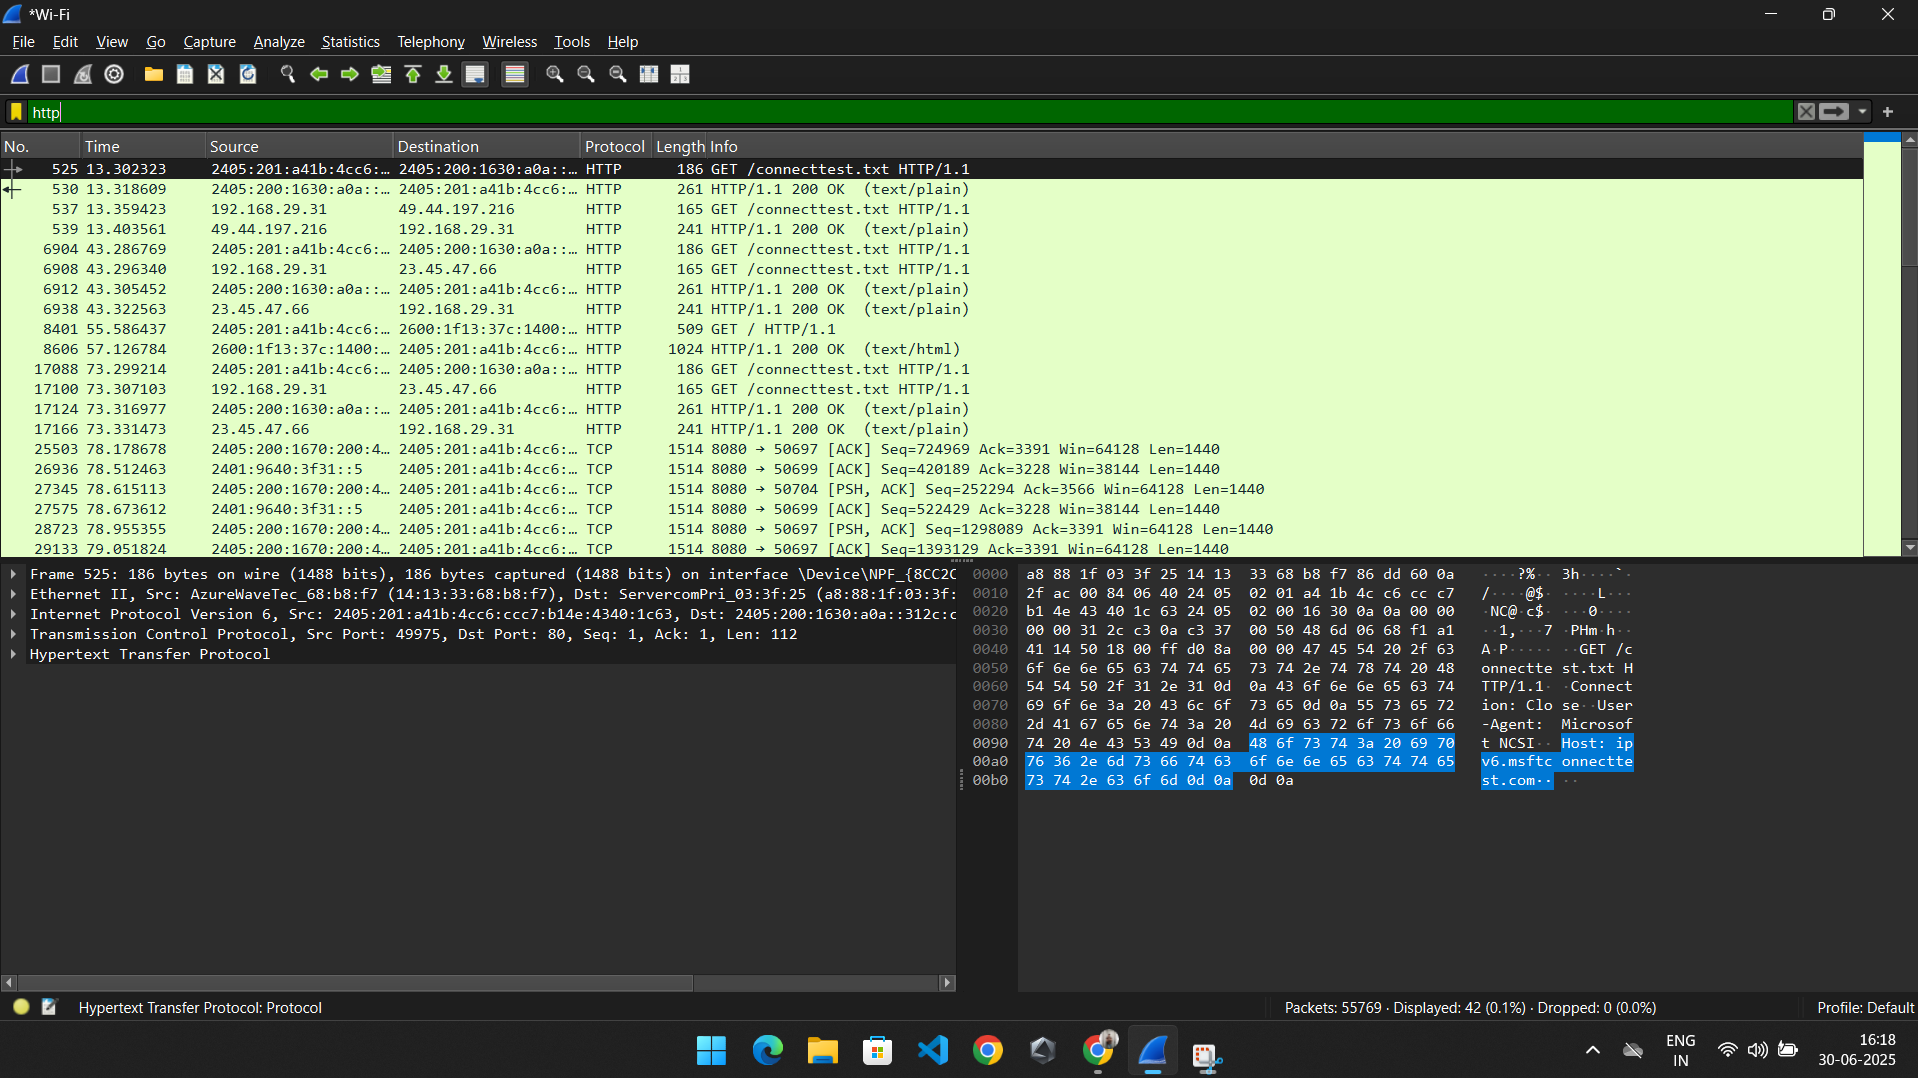 *Wi-Fi
File Edit View Go Capture Analyze Statistics Telephony Wireless Tools Help
http
No. Time Source Destination Protocol Length Info
525 13.302323 2405:201:a41b:4cc6:… 2405:200:1630:a0a::… HTTP 186 GET /connecttest.txt HTTP/1.1
530 13.318609 2405:200:1630:a0a::… 2405:201:a41b:4cc6:… HTTP 261 HTTP/1.1 200 OK (text/plain)
537 13.359423 192.168.29.31 49.44.197.216 HTTP 165 GET /connecttest.txt HTTP/1.1
539 13.403561 49.44.197.216 192.168.29.31 HTTP 241 HTTP/1.1 200 OK (text/plain)
6904 43.286769 2405:201:a41b:4cc6:… 2405:200:1630:a0a::… HTTP 186 GET /connecttest.txt HTTP/1.1
6908 43.296340 192.168.29.31 23.45.47.66 HTTP 165 GET /connecttest.txt HTTP/1.1
6912 43.305452 2405:200:1630:a0a::… 2405:201:a41b:4cc6:… HTTP 261 HTTP/1.1 200 OK (text/plain)
6938 43.322563 23.45.47.66 192.168.29.31 HTTP 241 HTTP/1.1 200 OK (text/plain)
8401 55.586437 2405:201:a41b:4cc6:… 2600:1f13:37c:1400:… HTTP 509 GET / HTTP/1.1
8606 57.126784 2600:1f13:37c:1400:… 2405:201:a41b:4cc6:… HTTP 1024 HTTP/1.1 200 OK (text/html)
17088 73.299214 2405:201:a41b:4cc6:… 2405:200:1630:a0a::… HTTP 186 GET /connecttest.txt HTTP/1.1
17100 73.307103 192.168.29.31 23.45.47.66 HTTP 165 GET /connecttest.txt HTTP/1.1
17124 73.316977 2405:200:1630:a0a::… 2405:201:a41b:4cc6:… HTTP 261 HTTP/1.1 200 OK (text/plain)
17166 73.331473 23.45.47.66 192.168.29.31 HTTP 241 HTTP/1.1 200 OK (text/plain)
25503 78.178678 2405:200:1670:200:4… 2405:201:a41b:4cc6:… TCP 1514 8080 → 50697 [ACK] Seq=724969 Ack=3391 Win=64128 Len=1440
26936 78.512463 2401:9640:3f31::5 2405:201:a41b:4cc6:… TCP 1514 8080 → 50699 [ACK] Seq=420189 Ack=3228 Win=38144 Len=1440
27345 78.615113 2405:200:1670:200:4… 2405:201:a41b:4cc6:… TCP 1514 8080 → 50704 [PSH, ACK] Seq=252294 Ack=3566 Win=64128 Len=1440
27575 78.673612 2401:9640:3f31::5 2405:201:a41b:4cc6:… TCP 1514 8080 → 50699 [ACK] Seq=522429 Ack=3228 Win=38144 Len=1440
28723 78.955355 2405:200:1670:200:4… 2405:201:a41b:4cc6:… TCP 1514 8080 → 50697 [PSH, ACK] Seq=1298089 Ack=3391 Win=64128 Len=1440
29133 79.051824 2405:200:1670:200:4… 2405:201:a41b:4cc6:… TCP 1514 8080 → 50697 [ACK] Seq=1393129 Ack=3391 Win=64128 Len=1440
Frame 525: 186 bytes on wire (1488 bits), 186 bytes captured (1488 bits) on interface \Device\NPF_{8CC2C
Ethernet II, Src: AzureWaveTec_68:b8:f7 (14:13:33:68:b8:f7), Dst: ServercomPri_03:3f:25 (a8:88:1f:03:3f:
Internet Protocol Version 6, Src: 2405:201:a41b:4cc6:ccc7:b14e:4340:1c63, Dst: 2405:200:1630:a0a::312c:c
Transmission Control Protocol, Src Port: 49975, Dst Port: 80, Seq: 1, Ack: 1, Len: 112
Hypertext Transfer Protocol
0000 a8 88 1f 03 3f 25 14 13 33 68 b8 f7 86 dd 60 0a ····?%·· 3h····`·
0010 2f ac 00 84 06 40 24 05 02 01 a4 1b 4c c6 cc c7 /····@$· ····L···
0020 b1 4e 43 40 1c 63 24 05 02 00 16 30 0a 0a 00 00 ·NC@·c$· ···0····
0030 00 00 31 2c c3 0a c3 37 00 50 48 6d 06 68 f1 a1 ··1,···7 ·PHm·h··
0040 41 14 50 18 00 ff d0 8a 00 00 47 45 54 20 2f 63 A·P····· ··GET /c
0050 6f 6e 6e 65 63 74 74 65 73 74 2e 74 78 74 20 48 onnectte st.txt H
0060 54 54 50 2f 31 2e 31 0d 0a 43 6f 6e 6e 65 63 74 TTP/1.1· ·Connect
0070 69 6f 6e 3a 20 43 6c 6f 73 65 0d 0a 55 73 65 72 ion: Clo se··User
0080 2d 41 67 65 6e 74 3a 20 4d 69 63 72 6f 73 6f 66 -Agent:  Microsof
0090 74 20 4e 43 53 49 0d 0a 48 6f 73 74 3a 20 69 70 t NCSI·· Host: ip
00a0 76 36 2e 6d 73 66 74 63 6f 6e 6e 65 63 74 74 65 v6.msftc onnectte
00b0 73 74 2e 63 6f 6d 0d 0a 0d 0a st.com·· ··
Hypertext Transfer Protocol: Protocol
Packets: 55769 · Displayed: 42 (0.1%) · Dropped: 0 (0.0%)
Profile: Default
ENG
IN
16:18
30-06-2025